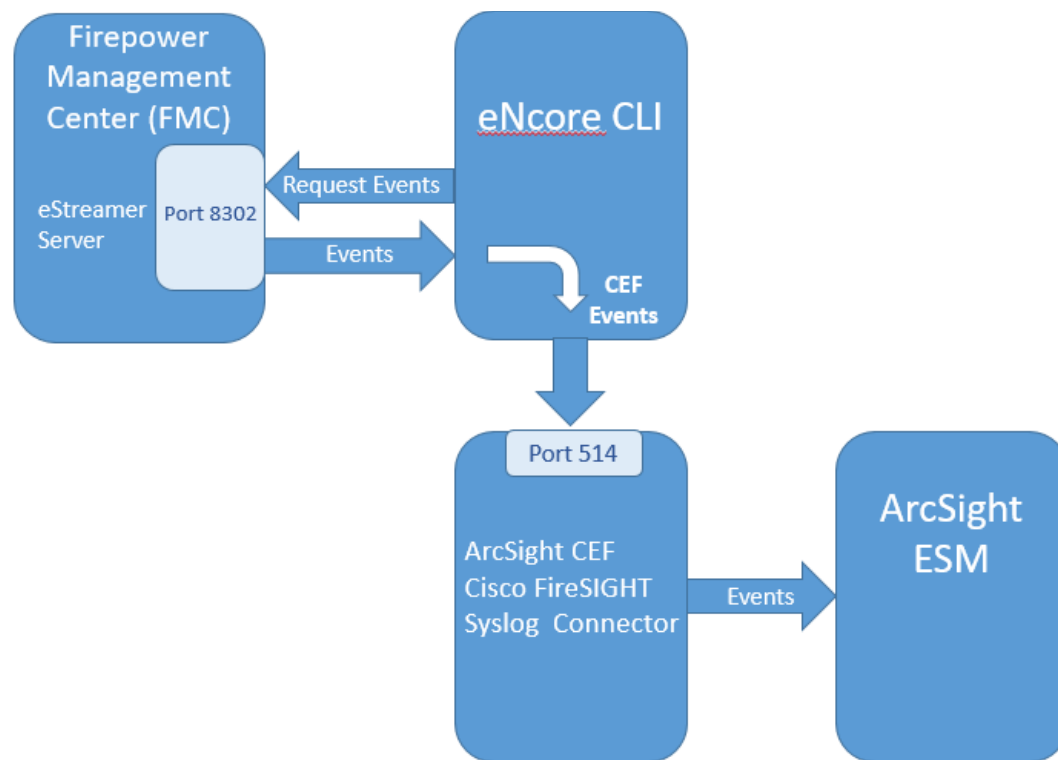 Firepower
Management
Center (FMC)
eStreamer
Server
Port 8302
Request Events
Events
eNcore CLI
CEF
Events
Port 514
ArcSight CEF
Cisco FireSIGHT
Syslog Connector
Events
ArcSight
ESM